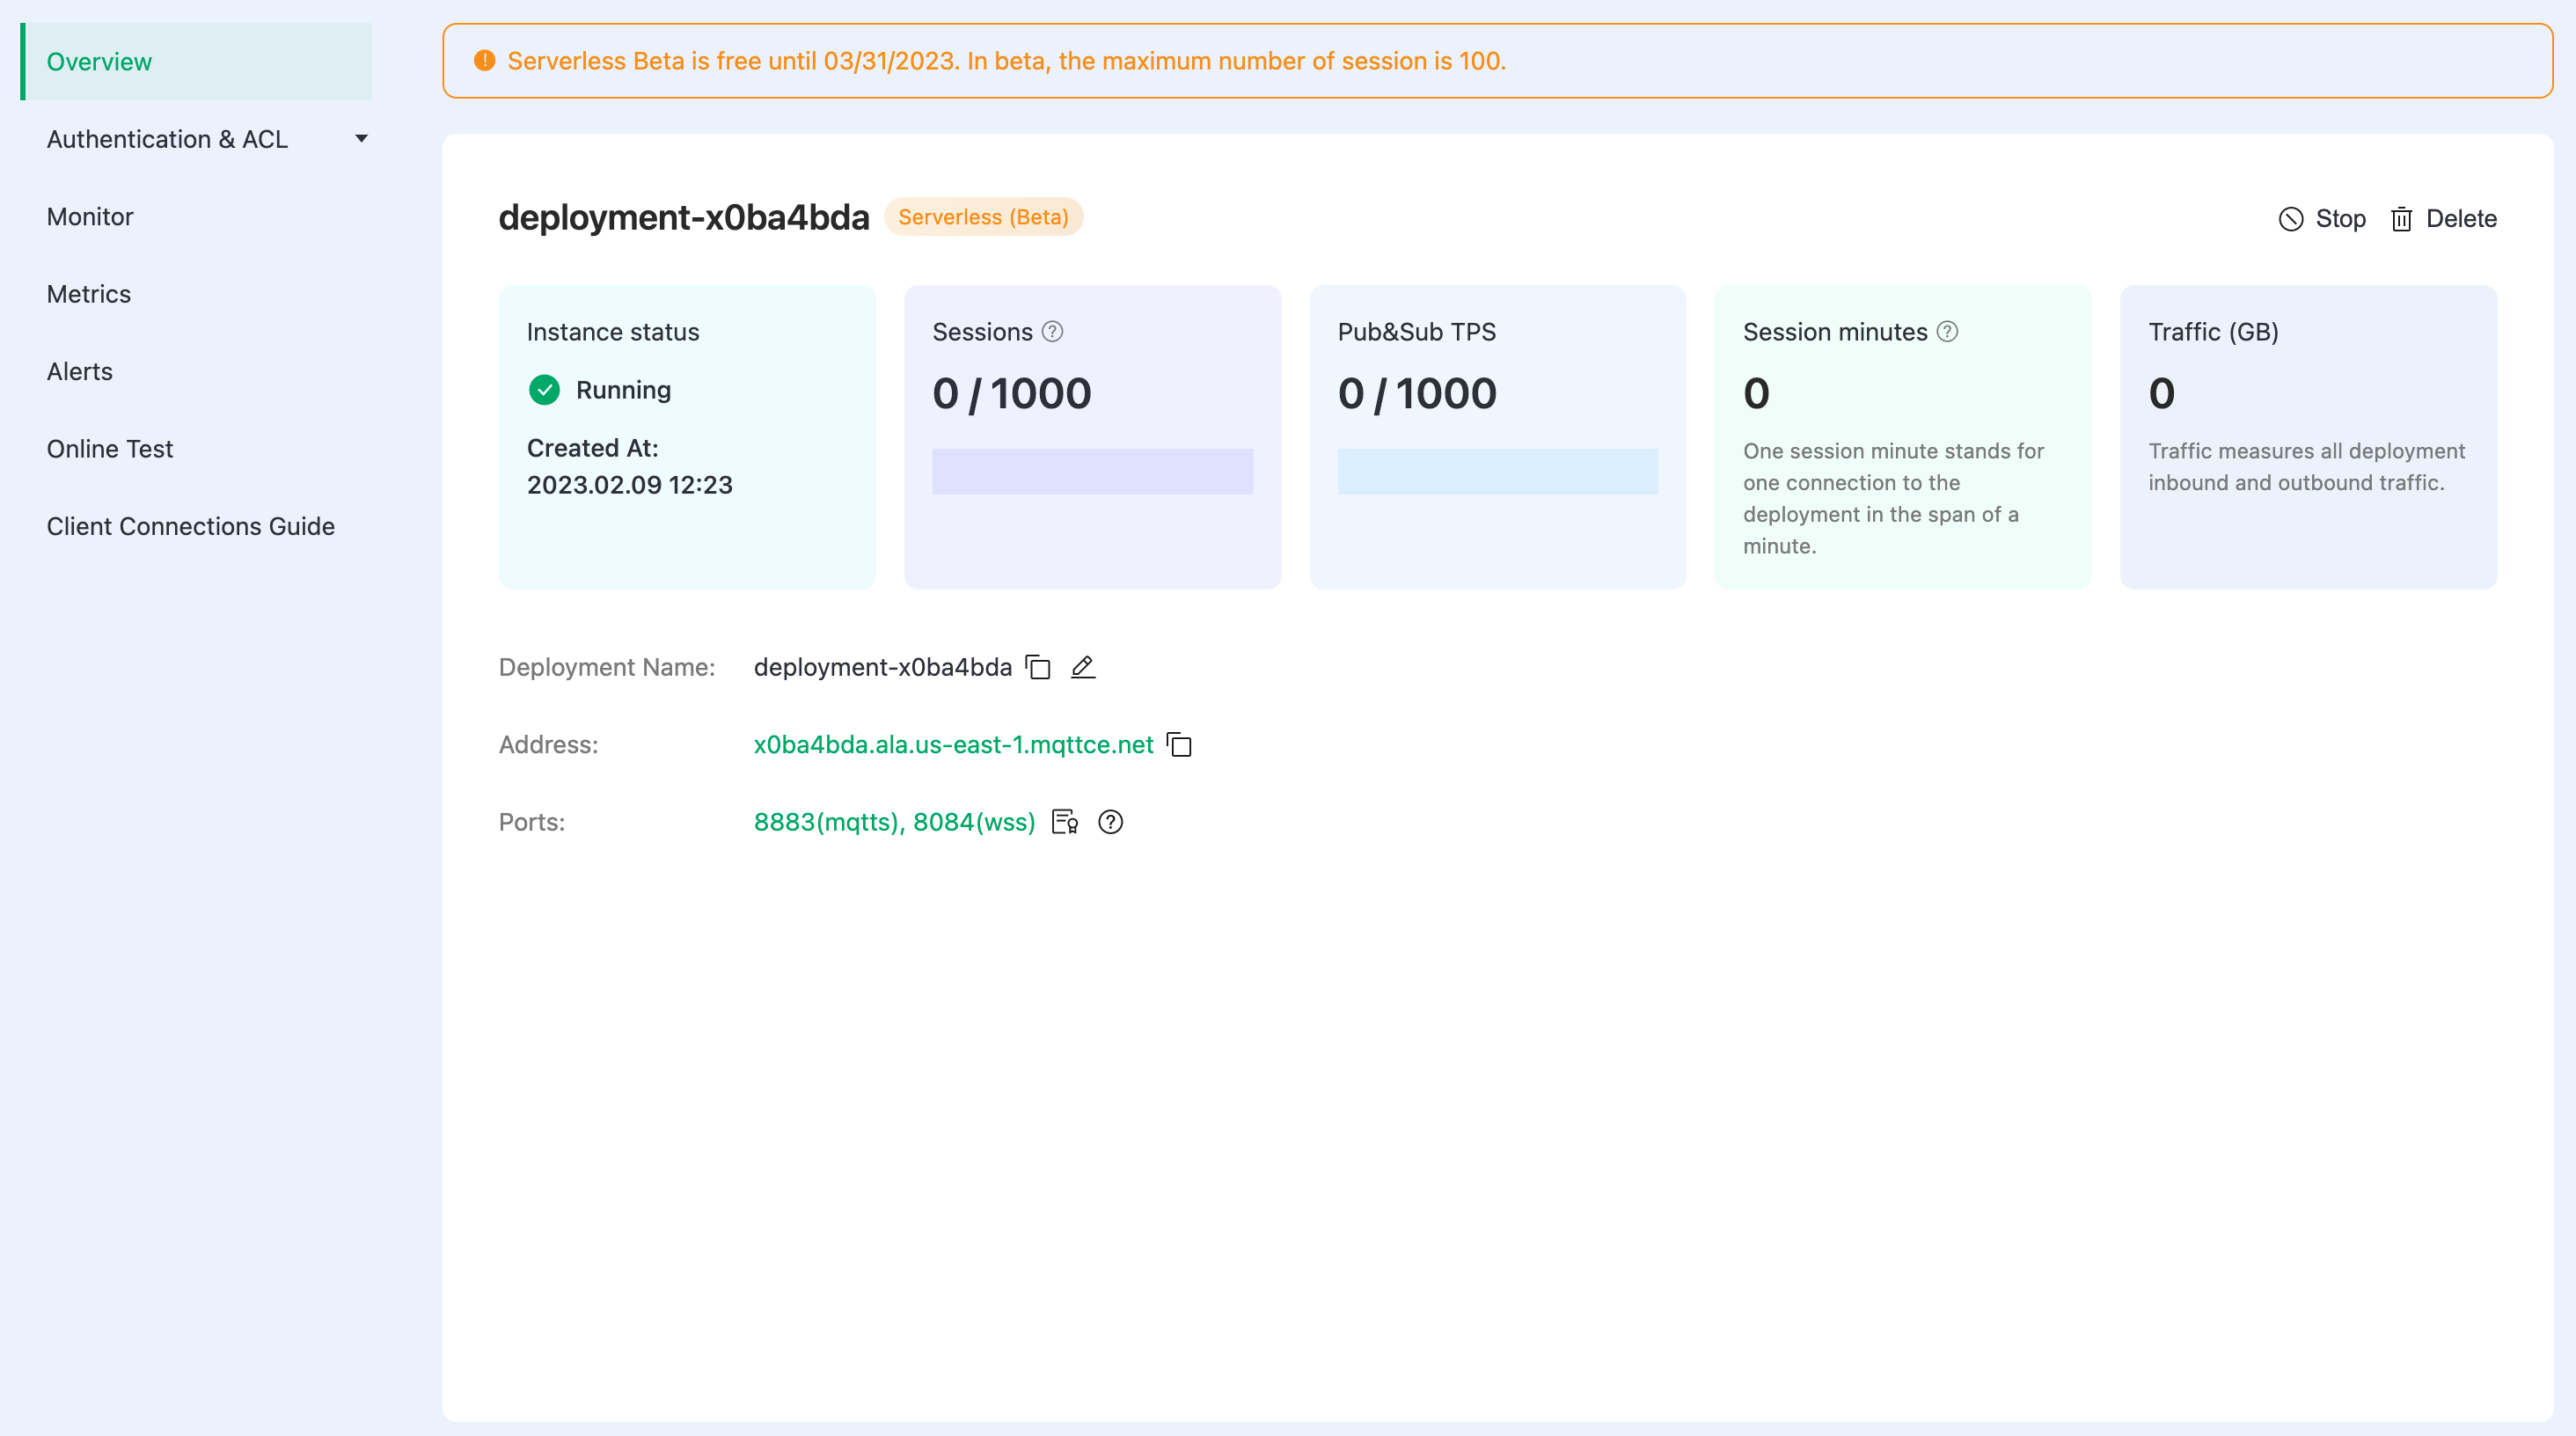 Overview
Authentication & ACL
Monitor
Metrics
Alerts
Online Test
Client Connections Guide
Serverless Beta is free until 03/31/2023. In beta, the maximum number of session is 100.
deployment-x0ba4bda Serverless (Beta)
Stop Delete
Instance status
Running
Created At:
2023.02.09 12:23
Sessions
0 / 1000
Pub&Sub TPS
0 / 1000
Session minutes
0
One session minute stands for
one connection to the
deployment in the span of a
minute.
Traffic (GB)
0
Traffic measures all deployment
inbound and outbound traffic.
Deployment Name: deployment-x0ba4bda
Address: x0ba4bda.ala.us-east-1.mqttce.net
Ports: 8883(mqtts), 8084(wss)